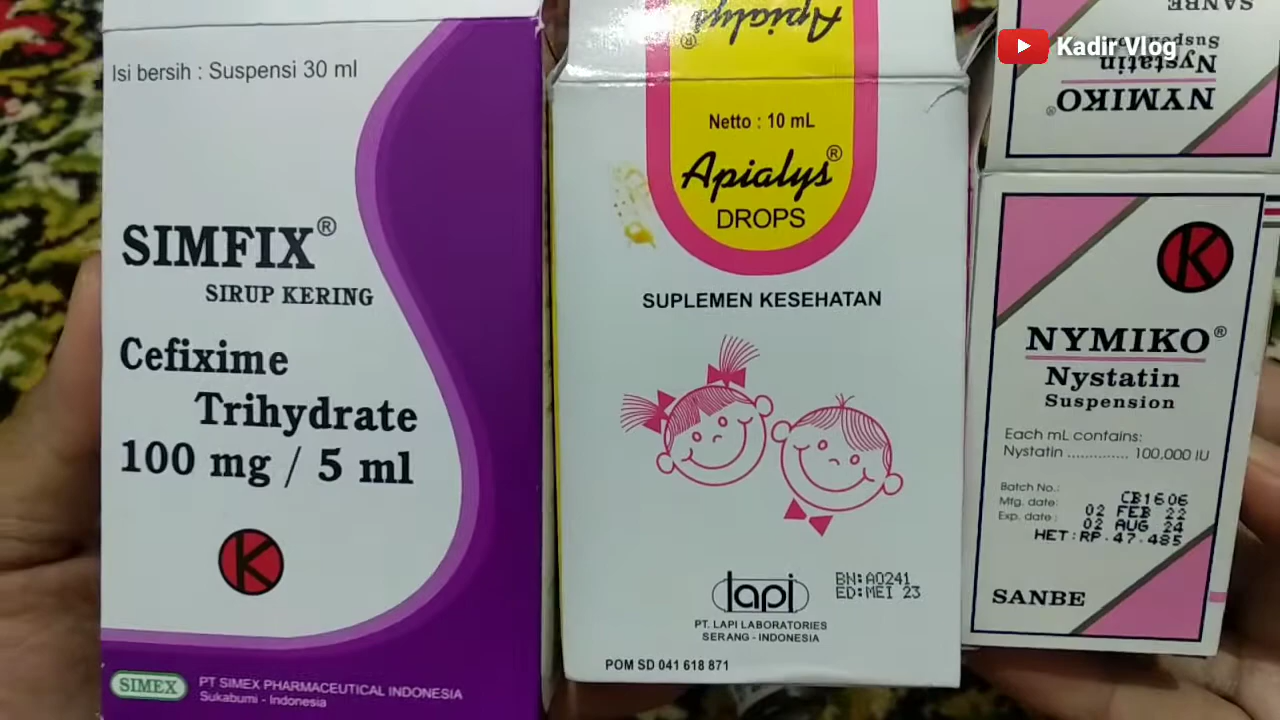 Isi bersih : Suspensi 30 ml
SIMFIX®
SIRUP KERING
Cefixime
Trihydrate
100 mg / 5 ml
K
SIMEX
PT SIMEX PHARMACEUTICAL INDONESIA
Sukabumi - Indonesia
Apialys®
Netto : 10 mL
Apialys®
DROPS
SUPLEMEN KESEHATAN
lapi
BN:A0241
ED:MEI 23
PT. LAPI LABORATORIES
SERANG - INDONESIA
POM SD 041 618 871
Kadir Vlog
SANBE
Suspension
Nystatin
NYMIKO®
K
NYMIKO®
Nystatin
Suspension
Each mL contains:
Nystatin ............. 100,000 IU
Batch No.: CB1606
Mfg. date: 02 FEB 22
Exp. date : 02 AUG 24
HET:RP.47.485
SANBE